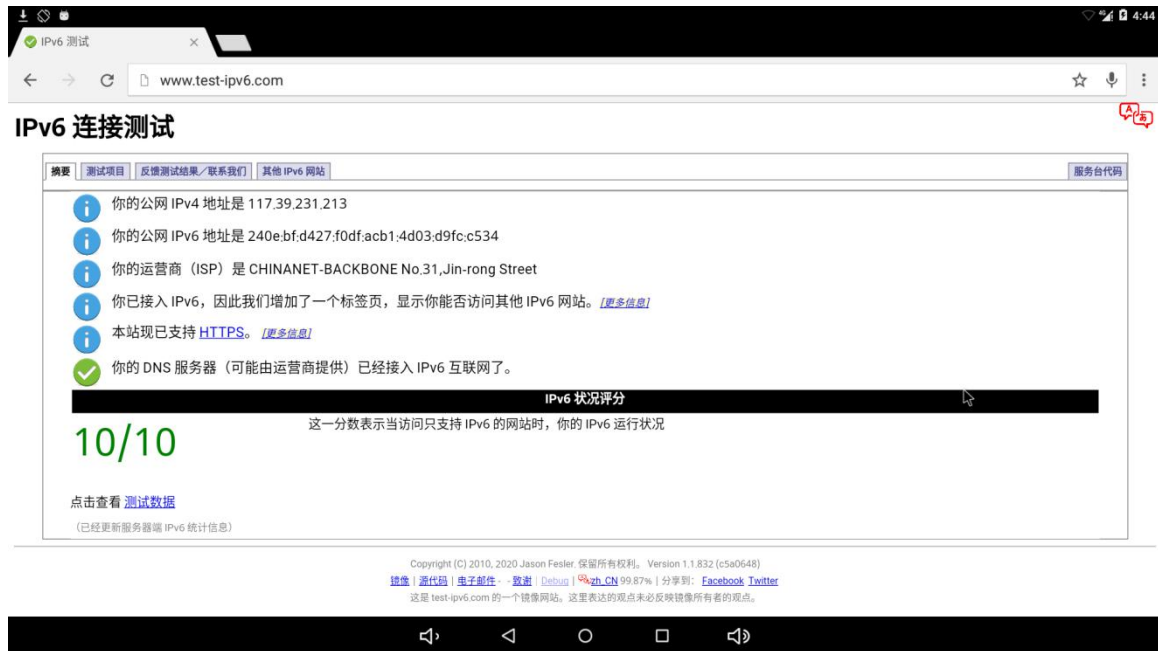 4:44
IPv6 测试
www.test-ipv6.com
IPv6 连接测试
摘要 测试项目 反馈测试结果／联系我们 其他 IPv6 网站 服务台代码
你的公网 IPv4 地址是 117.39.231.213
你的公网 IPv6 地址是 240e:bf:d427:f0df:acb1:4d03:d9fc:c534
你的运营商（ISP）是 CHINANET-BACKBONE No.31,Jin-rong Street
你已接入 IPv6，因此我们增加了一个标签页，显示你能否访问其他 IPv6 网站。[更多信息]
本站现已支持 HTTPS。 [更多信息]
你的 DNS 服务器（可能由运营商提供）已经接入 IPv6 互联网了。
IPv6 状况评分
10/10
这一分数表示当访问只支持 IPv6 的网站时，你的 IPv6 运行状况
点击查看 测试数据
（已经更新服务器端 IPv6 统计信息）
Copyright (C) 2010, 2020 Jason Fesler. 保留所有权利。 Version 1.1.832 (c5a0648)
镜像 | 源代码 | 电子邮件 - - 致谢 | Debug | zh_CN 99.87% | 分享到： Facebook Twitter
这是 test-ipv6.com 的一个镜像网站。这里表达的观点未必反映镜像所有者的观点。